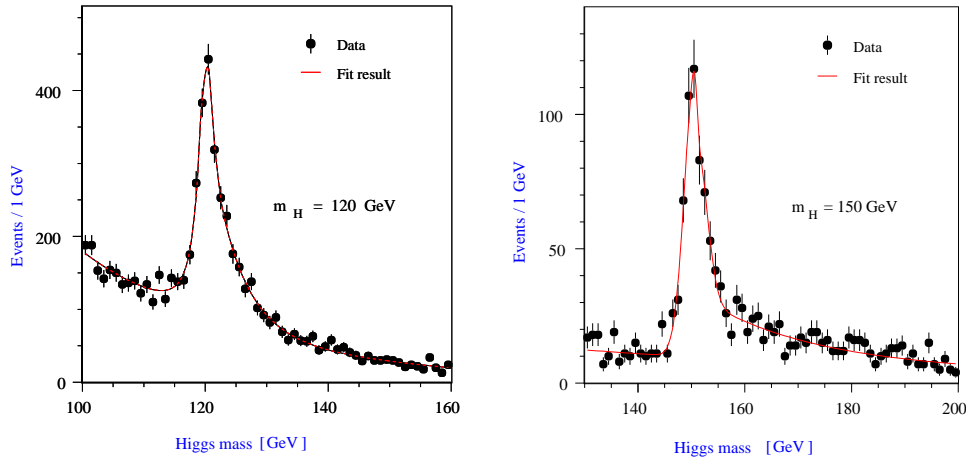 Events / 1 GeV
400
200
0
Data
Fit result
m H = 120 GeV
100
120
140
160
Higgs mass [GeV]
Events / 1 GeV
100
50
0
Data
Fit result
m H = 150 GeV
140
160
180
200
Higgs mass [GeV]